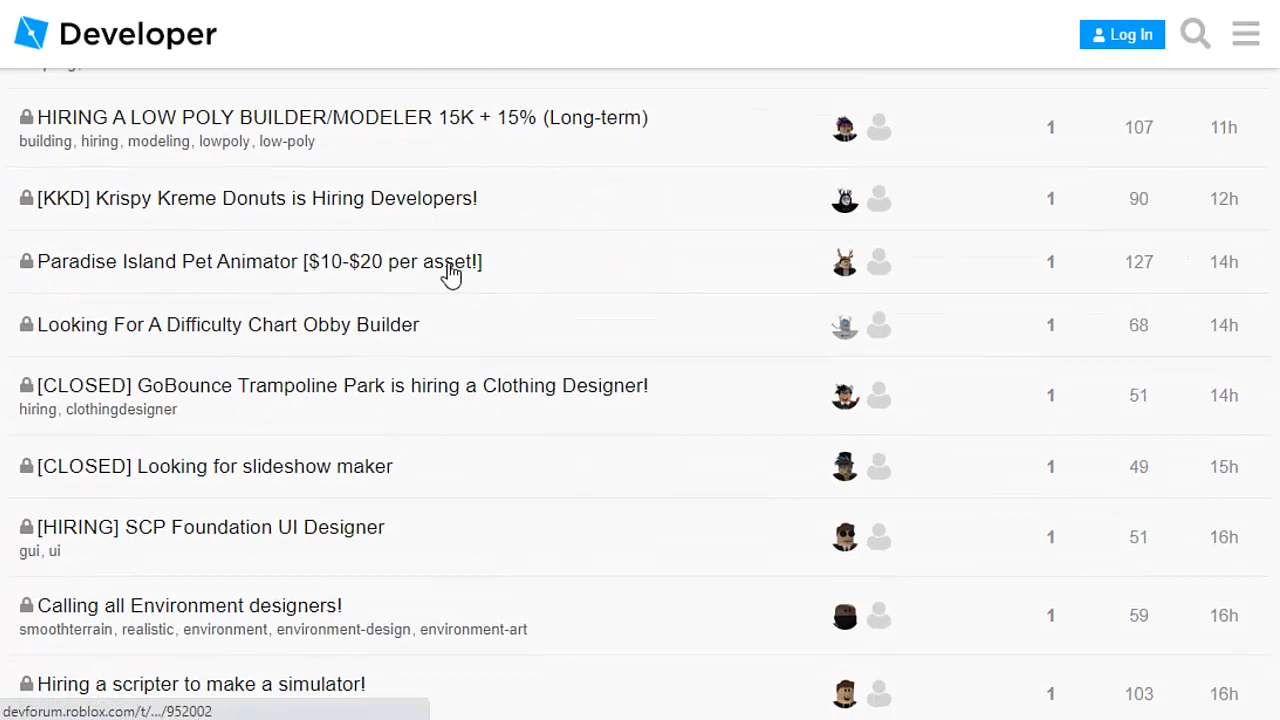 Developer
Log In
HIRING A LOW POLY BUILDER/MODELER 15K + 15% (Long-term)
building, hiring, modeling, lowpoly, low-poly
1 107 11h
[KKD] Krispy Kreme Donuts is Hiring Developers!
1 90 12h
Paradise Island Pet Animator [$10-$20 per asset!]
1 127 14h
Looking For A Difficulty Chart Obby Builder
1 68 14h
[CLOSED] GoBounce Trampoline Park is hiring a Clothing Designer!
hiring, clothingdesigner
1 51 14h
[CLOSED] Looking for slideshow maker
1 49 15h
[HIRING] SCP Foundation UI Designer
gui, ui
1 51 16h
Calling all Environment designers!
smoothterrain, realistic, environment, environment-design, environment-art
1 59 16h
Hiring a scripter to make a simulator!
1 103 16h
devforum.roblox.com/t/.../952002